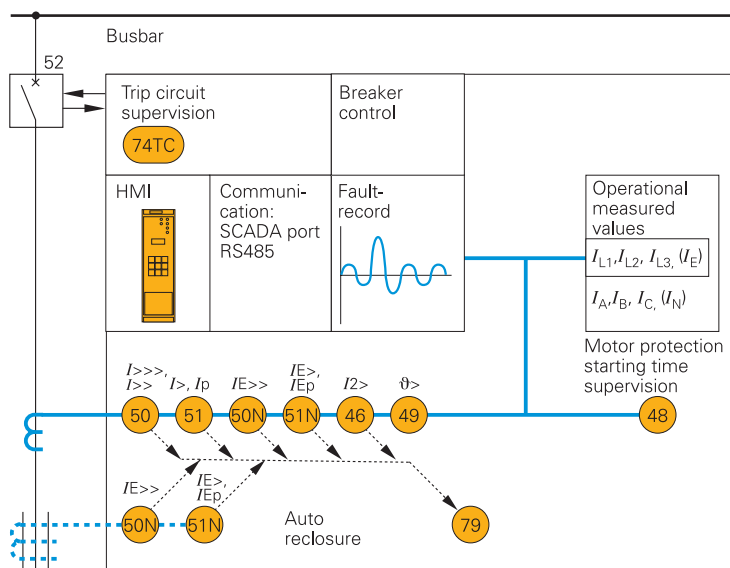 Busbar
52
Trip circuit
supervision
74TC
Breaker
control
HMI
Communi-
cation:
SCADA port
RS485
Fault-
record
Operational
measured
values
IL1,IL2, IL3, (IE)
IA,IB, IC, (IN)
Motor protection
starting time
supervision
48
I>>>,
I>>
I>, Ip
IE>>
IE>,
IEp
I2>
ϑ>
50
51
50N
51N
46
49
IE>>
IE>,
IEp
50N
51N
Auto
reclosure
79